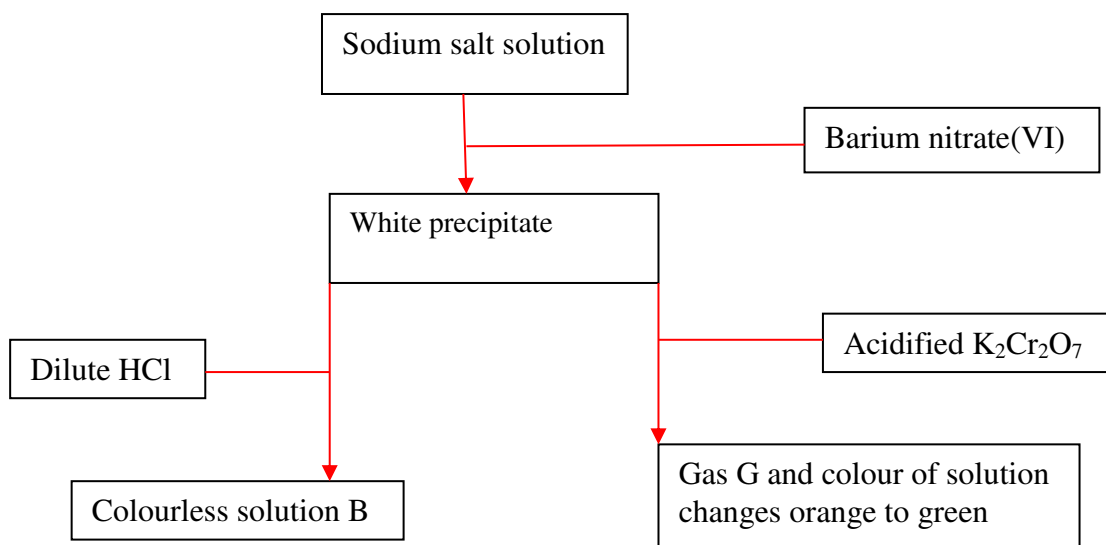 Sodium salt solution
Barium nitrate(VI)
White precipitate
Dilute HCl
Acidified K₂Cr₂O₇
Colourless solution B
Gas G and colour of solution
changes orange to green